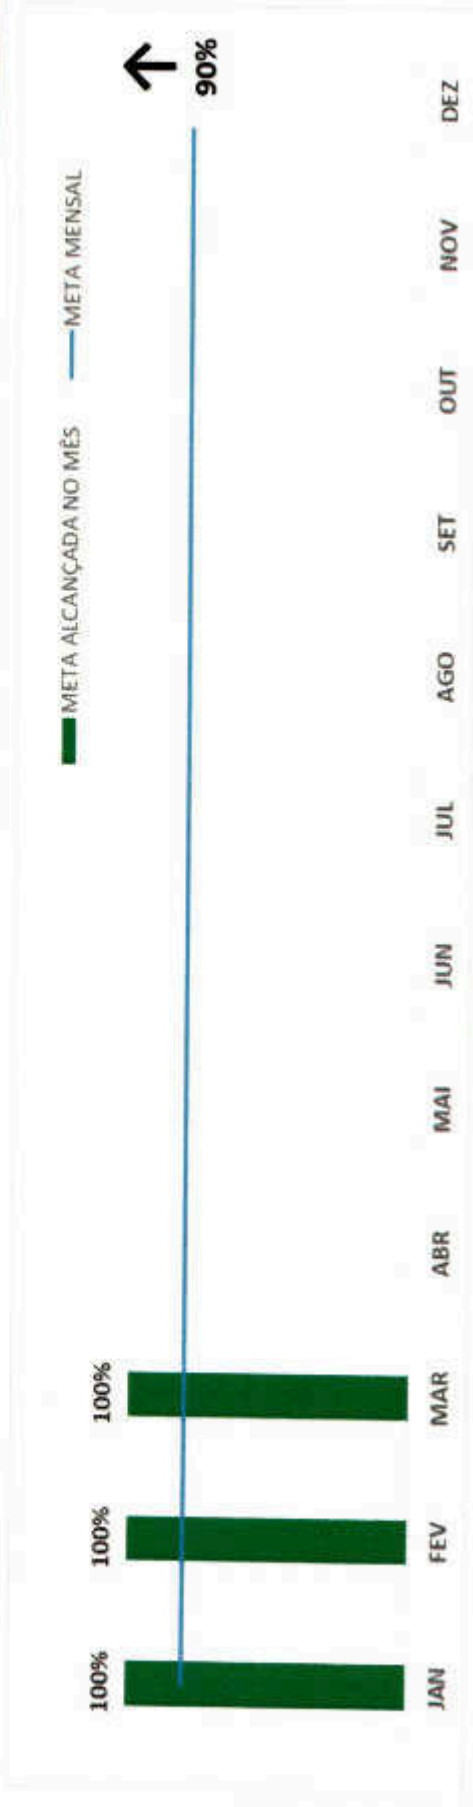 META ALCANÇADA NO MÊS META MENSAL
100% 100% 100%
90%
JAN FEV MAR ABR MAI JUN JUL AGO SET OUT NOV DEZ